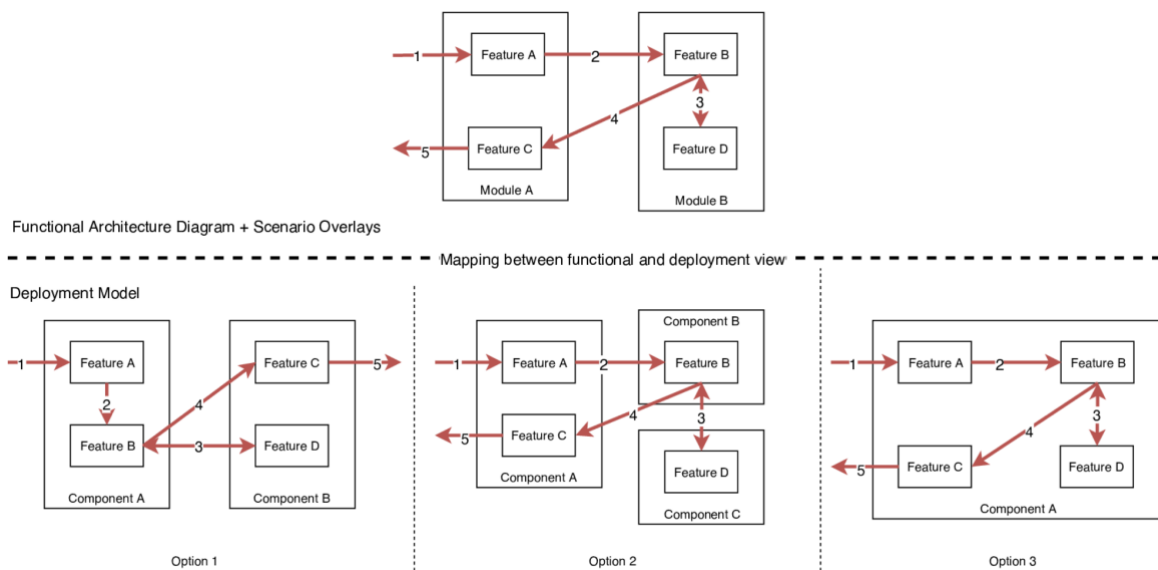 1
Feature A
2
Feature B
3
4
5
Feature C
Feature D
Module A
Module B
Functional Architecture Diagram + Scenario Overlays
Mapping between functional and deployment view
Deployment Model
1
Feature A
2
Feature B
4
3
Feature C
5
Feature D
Component A
Component B
Option 1
Component B
1
Feature A
2
Feature B
4
3
5
Feature C
Feature D
Component A
Component C
Option 2
1
Feature A
2
Feature B
3
4
5
Feature C
Feature D
Component A
Option 3